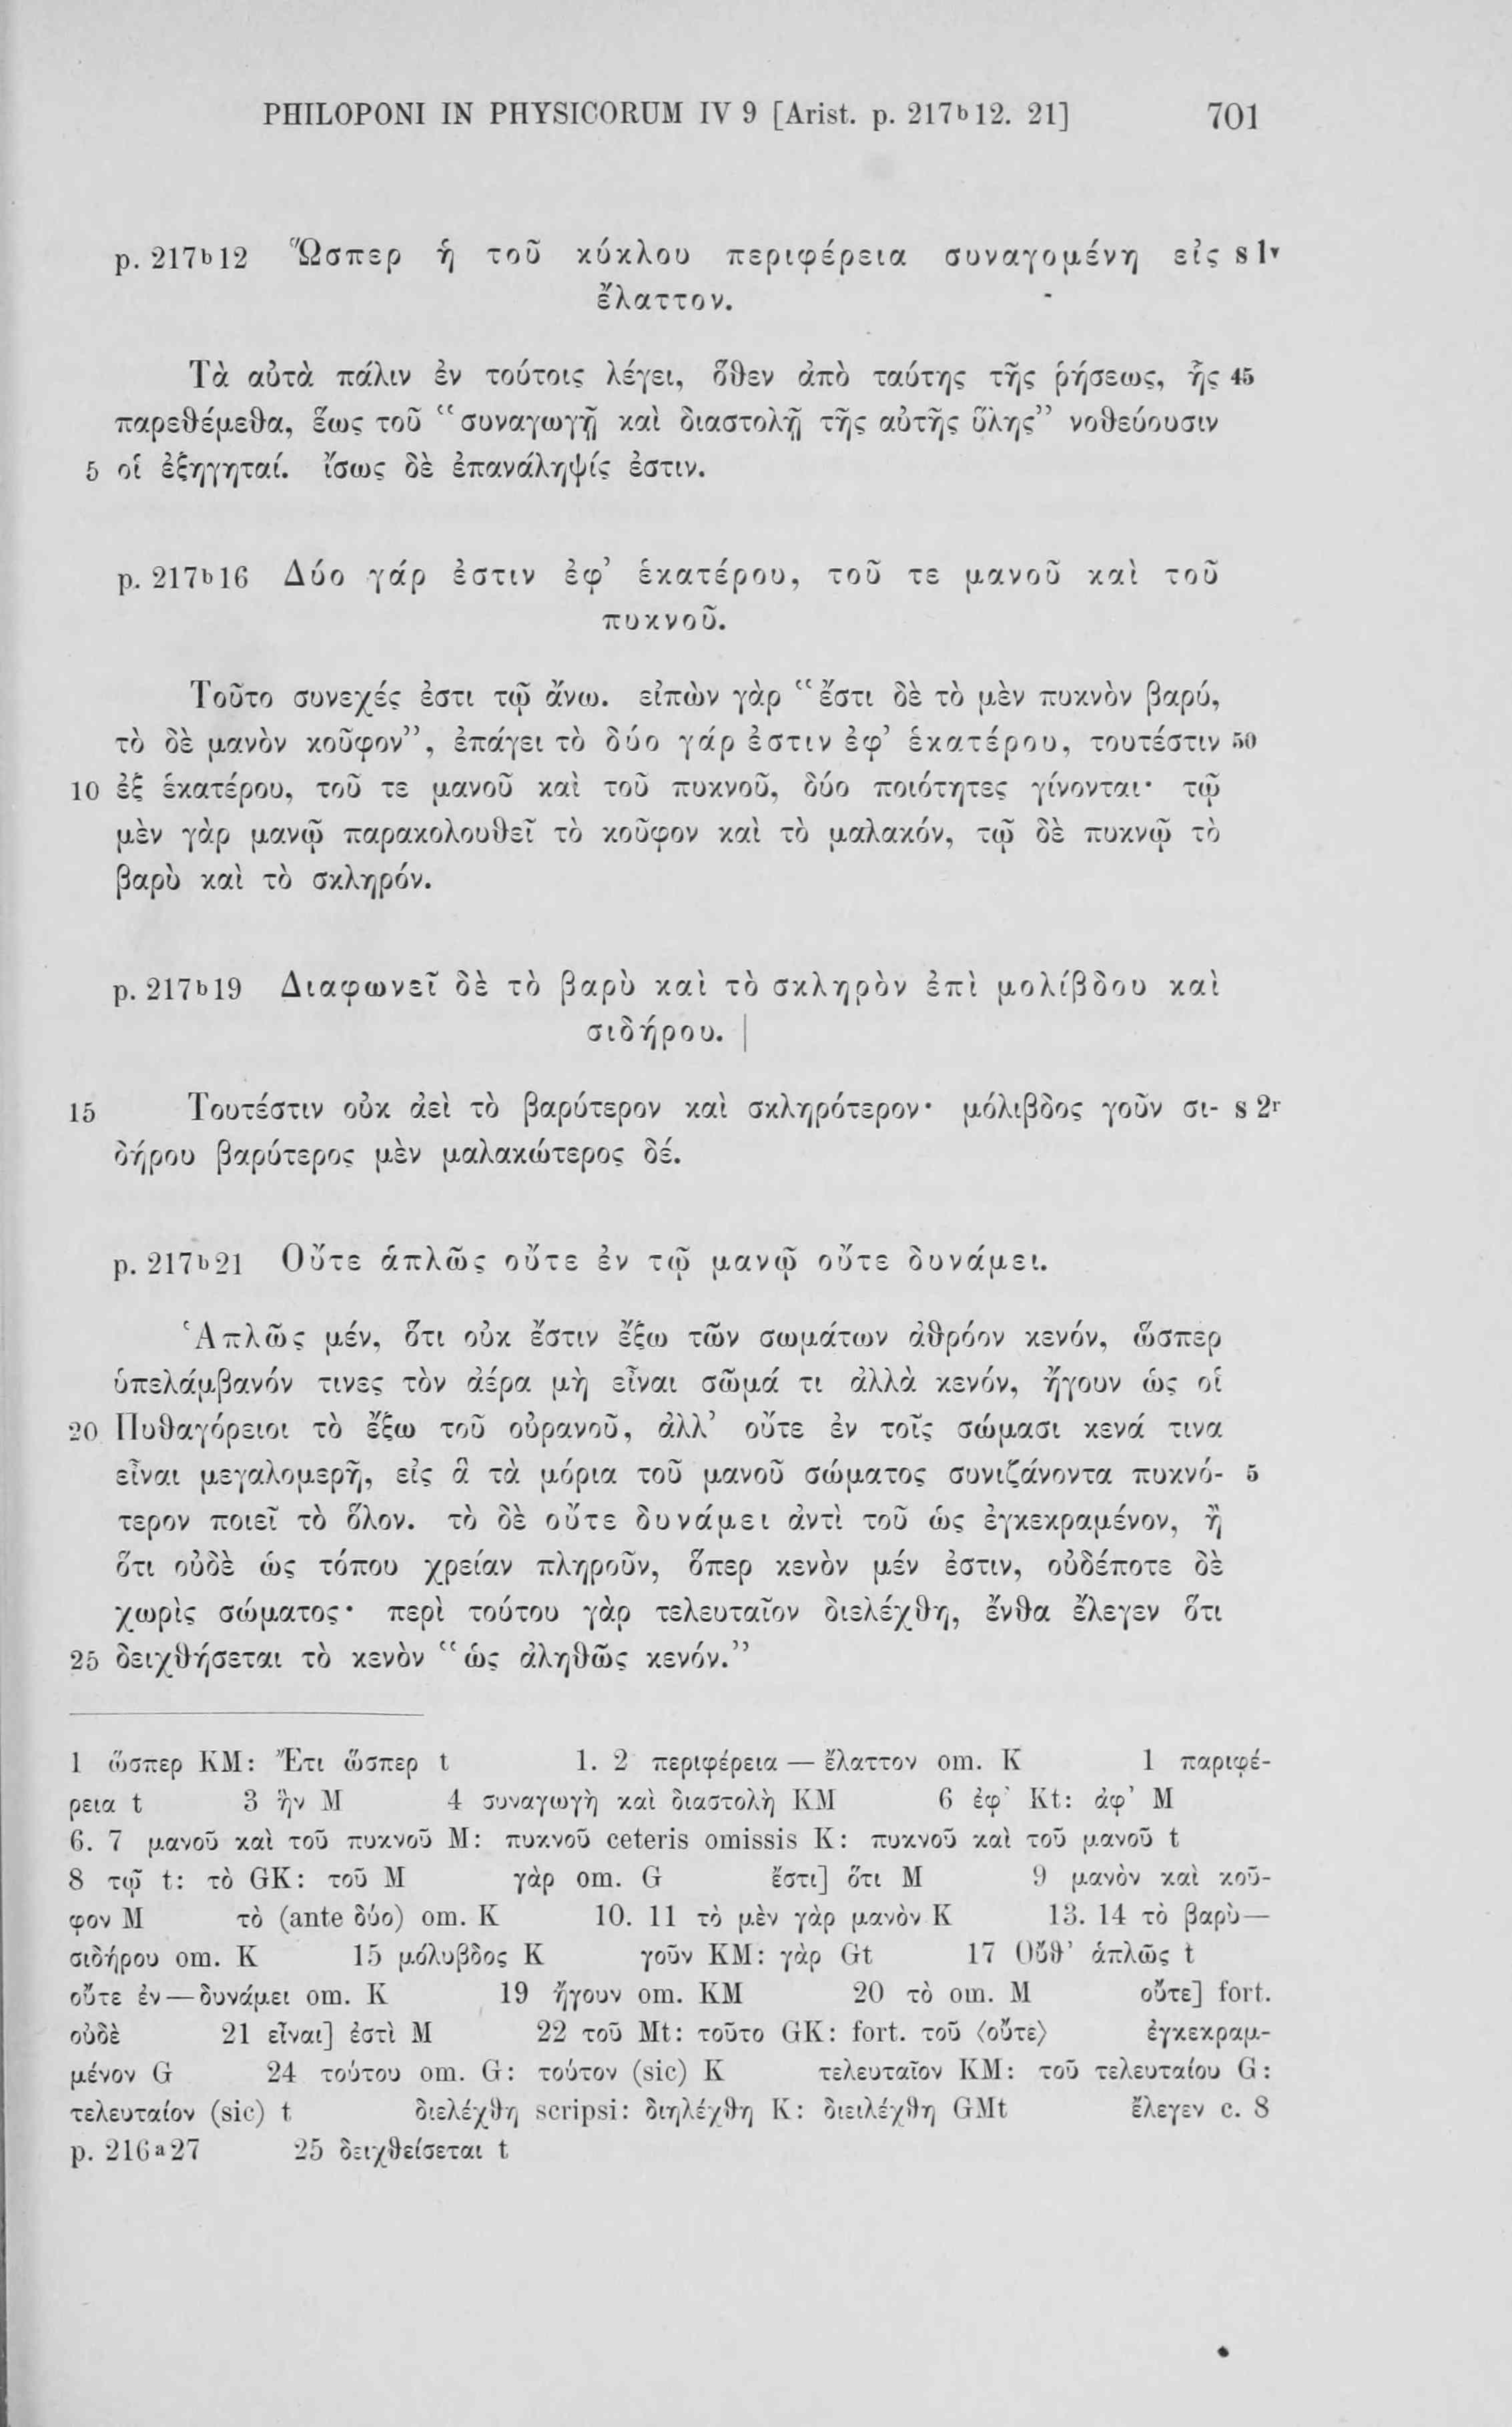 PHILOPONI IN PHYSICORUM IV 9 [Arist. p. 217b12. 21] 701
p. 217b12 Ὥσπερ ἡ τοῦ κύκλου περιφέρεια συναγομένη εἰς s 1v
ἔλαττον.
Τὰ αὐτὰ πάλιν ἐν τούτοις λέγει, ὅθεν ἀπὸ ταύτης τῆς ῥήσεως, ἧς 45
παρεθέμεθα, ἕως τοῦ “συναγωγῇ καὶ διαστολῇ τῆς αὐτῆς ὕλης” νοθεύουσιν
5 οἱ ἐξηγηταί. ἴσως δὲ ἐπανάληψίς ἐστιν.
p. 217b16 Δύο γάρ ἐστιν ἐφ’ ἑκατέρου, τοῦ τε μανοῦ καὶ τοῦ
πυκνοῦ.
Τοῦτο συνεχές ἐστι τῷ ἄνω. εἰπὼν γὰρ “ἔστι δὲ τὸ μὲν πυκνὸν βαρύ,
τὸ δὲ μανὸν κοῦφον”, ἐπάγει τὸ δύο γάρ ἐστιν ἐφ’ ἑκατέρου, τουτέστιν 50
10 ἐξ ἑκατέρου, τοῦ τε μανοῦ καὶ τοῦ πυκνοῦ, δύο ποιότητες γίνονται· τῷ
μὲν γὰρ μανῷ παρακολουθεῖ τὸ κοῦφον καὶ τὸ μαλακόν, τῷ δὲ πυκνῷ τὸ
βαρὺ καὶ τὸ σκληρόν.
p. 217b19 Διαφωνεῖ δὲ τὸ βαρὺ καὶ τὸ σκληρὸν ἐπὶ μολίβδου καὶ
σιδήρου. |
15 Τουτέστιν οὐκ ἀεὶ τὸ βαρύτερον καὶ σκληρότερον· μόλιβδος γοῦν σι- s 2r
δήρου βαρύτερος μὲν μαλακώτερος δέ.
p. 217b21 Οὔτε ἁπλῶς οὔτε ἐν τῷ μανῷ οὔτε δυνάμει.
Ἁπλῶς μέν, ὅτι οὐκ ἔστιν ἔξω τῶν σωμάτων ἀθρόον κενόν, ὥσπερ
ὑπελάμβανόν τινες τὸν ἀέρα μὴ εἶναι σῶμά τι ἀλλὰ κενόν, ἤγουν ὡς οἱ
20 Πυθαγόρειοι τὸ ἔξω τοῦ οὐρανοῦ, ἀλλ’ οὔτε ἐν τοῖς σώμασι κενά τινα
εἶναι μεγαλομερῆ, εἰς ἃ τὰ μόρια τοῦ μανοῦ σώματος συνιζάνοντα πυκνό- 5
τερον ποιεῖ τὸ ὅλον. τὸ δὲ οὔτε δυνάμει ἀντὶ τοῦ ὡς ἐγκεκραμένον, ἢ
ὅτι οὐδὲ ὡς τόπου χρείαν πληροῦν, ὅπερ κενὸν μέν ἐστιν, οὐδέποτε δὲ
χωρὶς σώματος· περὶ τούτου γὰρ τελευταῖον διελέχθη, ἔνθα ἔλεγεν ὅτι
25 δειχθήσεται τὸ κενὸν “ὡς ἀληθῶς κενόν.”
1 ὥσπερ KM: Ἔτι ὥσπερ t 1. 2 περιφέρεια — ἔλαττον om. K 1 παριφέ-
ρεια t 3 ἣν M 4 συναγωγὴ καὶ διαστολὴ KM 6 ἐφ’ Kt: ἀφ’ M
6. 7 μανοῦ καὶ τοῦ πυκνοῦ M: πυκνοῦ ceteris omissis K: πυκνοῦ καὶ τοῦ μανοῦ t
8 τῷ t: τὸ GK: τοῦ M γὰρ om. G ἔστι] ὅτι M 9 μανὸν καὶ κοῦ-
φον M τὸ (ante δύο) om. K 10. 11 τὸ μὲν γὰρ μανὸν K 13. 14 τὸ βαρὺ—
σιδήρου om. K 15 μόλυβδος K γοῦν KM: γὰρ Gt 17 Οὔθ’ ἁπλῶς t
οὔτε ἐν — δυνάμει om. K 19 ἤγουν om. KM 20 τὸ om. M οὔτε] fort.
οὐδὲ 21 εἶναι] ἐστὶ M 22 τοῦ Mt: τοῦτο GK: fort. τοῦ ⟨οὔτε⟩ ἐγκεκραμ-
μένον G 24 τούτου om. G: τούτον (sic) K τελευταῖον KM: τοῦ τελευταίου G:
τελευταίον (sic) t διελέχθη scripsi: διηλέχθη K: διειλέχθη GMt ἔλεγεν c. 8
p. 216a27 25 δειχθείσεται t